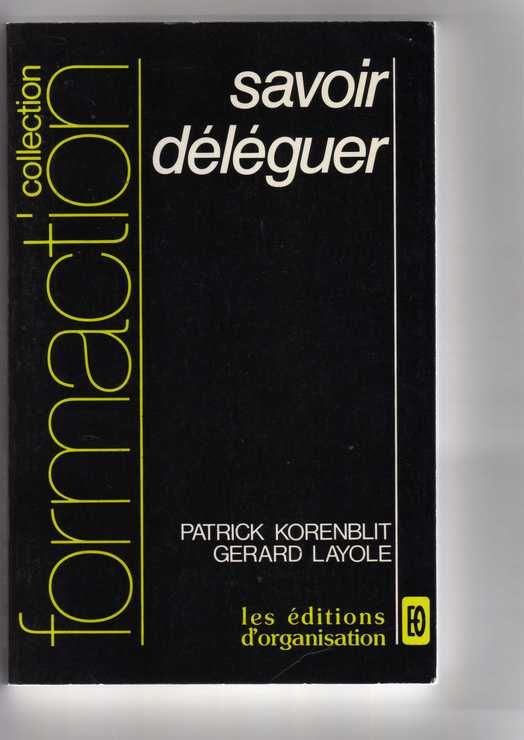 collection
formaction
savoir
déléguer
PATRICK KORENBLIT
GERARD LAYOLE
les éditions
d'organisation
EO